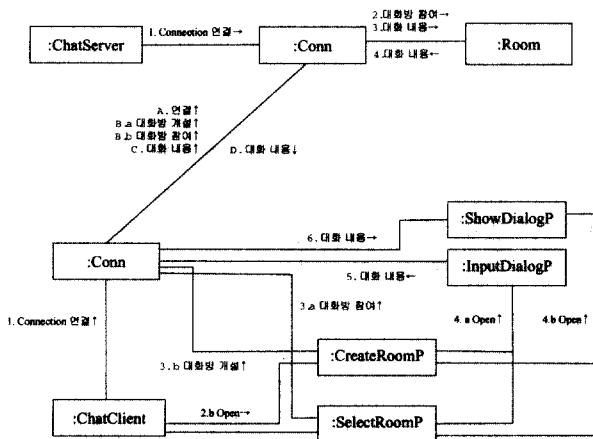 2. 대화방 참여→
1. Connection 연결→
3. 대화 내용→
:ChatServer
:Conn
:Room
4. 대화 내용←
A. 연결↑
B.a 대화방 개설↑
B.b 대화방 참여↑
C. 대화 내용↑
D. 대화 내용↓
:ShowDialogP
6. 대화 내용→
:Conn
:InputDialogP
5. 대화 내용←
3.a 대화방 참여↑
1. Connection 연결↑
4. a Open↑
4.b Open↑
:CreateRoomP
3.b 대화방 개설↑
:ChatClient
2.b Open→
:SelectRoomP